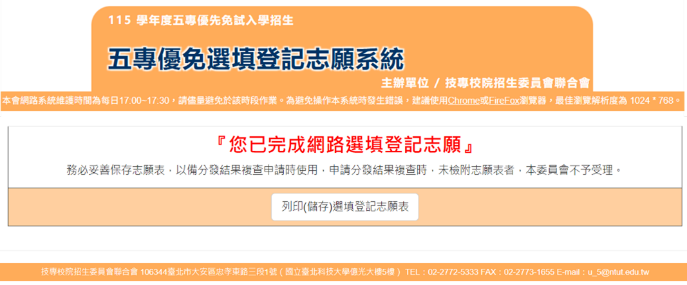 115 學年度五專優先免試入學招生
五專優免選填登記志願系統
主辦單位 / 技專校院招生委員會聯合會
本會網路系統維護時間為每日17:00~17:30，請儘量避免於該時段作業。為避免操作本系統時發生錯誤，建議使用Chrome或FireFox瀏覽器，最佳瀏覽解析度為 1024 * 768。
『您已完成網路選填登記志願』
務必妥善保存志願表，以備分發結果複查申請時使用，申請分發結果複查時，未檢附志願表者，本委員會不予受理。
列印(儲存)選填登記志願表
技專校院招生委員會聯合會 106344臺北市大安區忠孝東路三段1號（國立臺北科技大學億光大樓5樓） TEL：02-2772-5333 FAX：02-2773-1655 E-mail：u_5@ntut.edu.tw